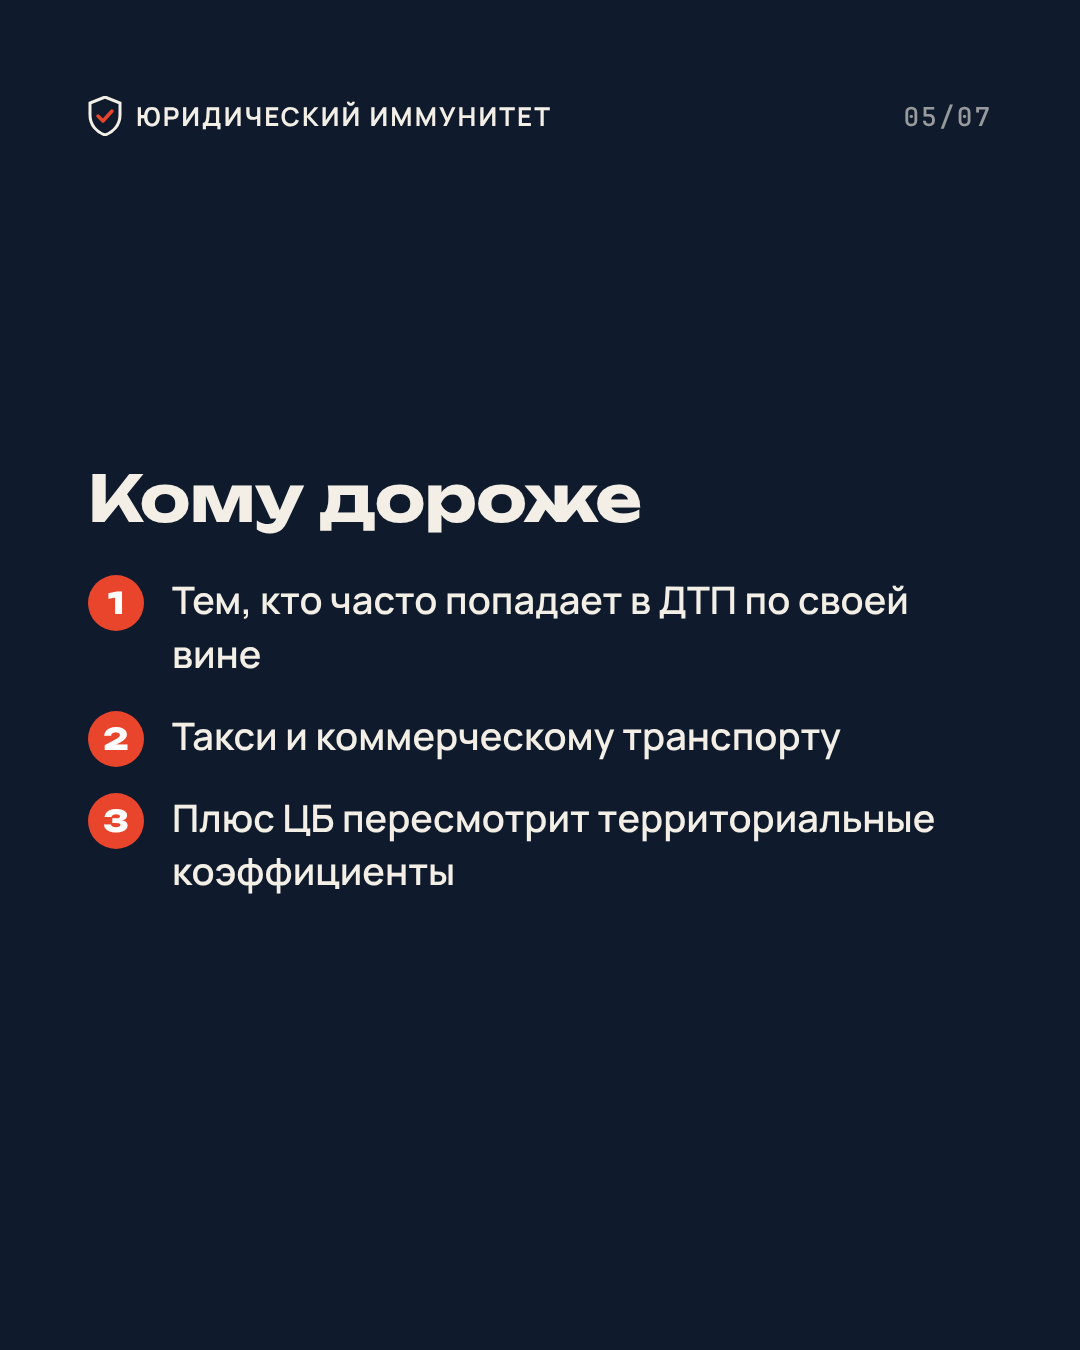 ЮРИДИЧЕСКИЙ ИММУНИТЕТ
05/07
Кому дороже
1 Тем, кто часто попадает в ДТП по своей
вине
2 Такси и коммерческому транспорту
3 Плюс ЦБ пересмотрит территориальные
коэффициенты